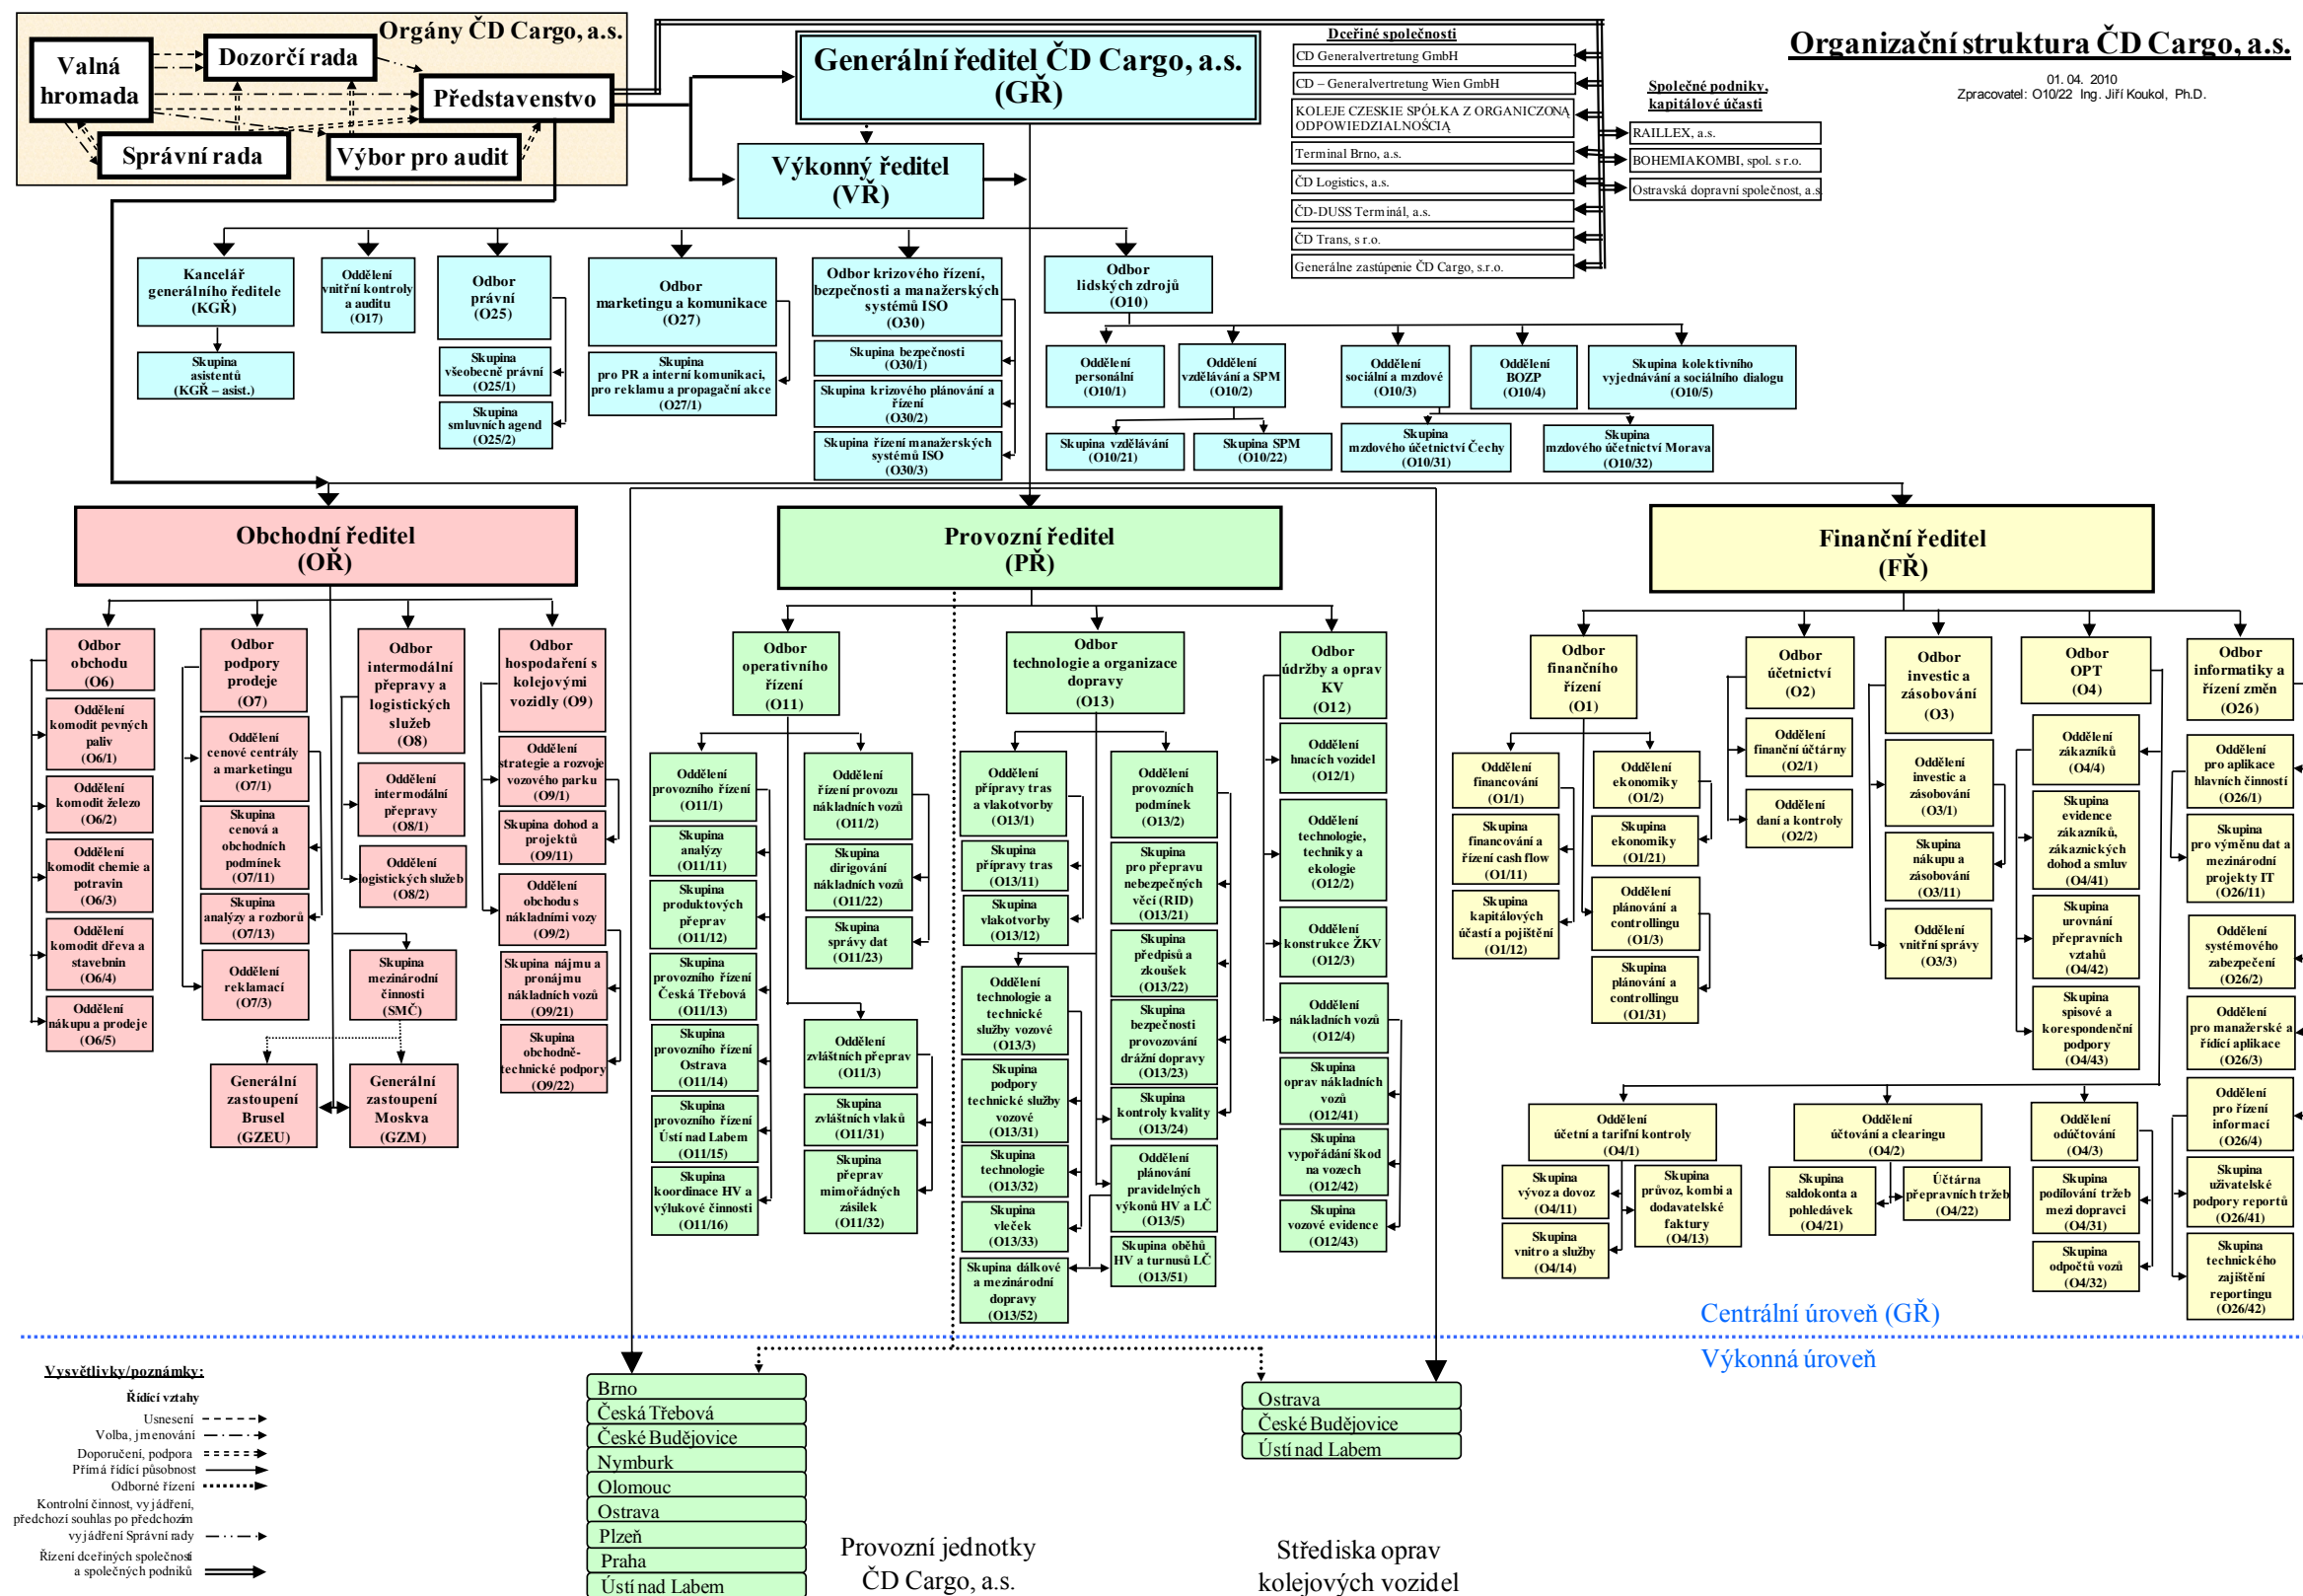 Orgány ČD Cargo, a.s.
Valná
hromada
Dozorčí rada
Představenstvo
Správní rada
Výbor pro audit
Generální ředitel ČD Cargo, a.s.
(GŘ)
Výkonný ředitel
(VŘ)
Dceřiné společnosti
CD Generalvertretung GmbH
CD – Generalvertretung Wien GmbH
KOLEJE CZESKIE SPÓŁKA Z ORGANICZONĄ
ODPOWIEDZIALNOŚCIĄ
Terminal Brno, a.s.
ČD Logistics, a.s.
ČD-DUSS Terminál, a.s.
ČD Trans, s r.o.
Generálne zastúpenie ČD Cargo, s.r.o.
Společné podniky,
kapitálové účasti
RAILLEX, a.s.
BOHEMIAKOMBI, spol. s r.o.
Ostravská dopravní společnost, a.s.
Organizační struktura ČD Cargo, a.s.
01. 04. 2010
Zpracovatel: O10/22 Ing. Jiří Koukol, Ph.D.
Kancelář
generálního ředitele
(KGŘ)
Skupina
asistentů
(KGŘ – asist.)
Oddělení
vnitřní kontroly
a auditu
(O17)
Odbor
právní
(O25)
Skupina
všeobecně právní
(O25/1)
Skupina
smluvních agend
(O25/2)
Odbor
marketingu a komunikace
(O27)
Skupina
pro PR a interní komunikaci,
pro reklamu a propagační akce
(O27/1)
Odbor krizového řízení,
bezpečnosti a manažerských
systémů ISO
(O30)
Skupina bezpečnosti
(O30/1)
Skupina krizového plánování a
řízení
(O30/2)
Skupina řízení manažerských
systémů ISO
(O30/3)
Odbor
lidských zdrojů
(O10)
Oddělení
personální
(O10/1)
Oddělení
vzdělávání a SPM
(O10/2)
Oddělení
sociální a mzdové
(O10/3)
Oddělení
BOZP
(O10/4)
Skupina kolektivního
vyjednávání a sociálního dialogu
(O10/5)
Skupina vzdělávání
(O10/21)
Skupina SPM
(O10/22)
Skupina
mzdového účetnictví Čechy
(O10/31)
Skupina
mzdového účetnictví Morava
(O10/32)
Obchodní ředitel
(OŘ)
Odbor
obchodu
(O6)
Oddělení
komodit pevných
paliv
(O6/1)
Oddělení
komodit železo
(O6/2)
Oddělení
komodit chemie a
potravin
(O6/3)
Oddělení
komodit dřeva a
stavebnin
(O6/4)
Oddělení
nákupu a prodeje
(O6/5)
Odbor
podpory
prodeje
(O7)
Oddělení
cenové centrály
a marketingu
(O7/1)
Skupina
cenová a
obchodních
podmínek
(O7/11)
Skupina
analýzy a rozborů
(O7/13)
Oddělení
reklamací
(O7/3)
Odbor
intermodální
přepravy a
logistických
služeb
(O8)
Oddělení
intermodální
přepravy
(O8/1)
Oddělení
logistických služeb
(O8/2)
Skupina
mezinárodní
činnosti
(SMČ)
Generální
zastoupení
Brusel
(GZEU)
Generální
zastoupení
Moskva
(GZM)
Odbor
hospodaření s
kolejovými
vozidly (O9)
Oddělení
strategie a rozvoje
vozového parku
(O9/1)
Skupina dohod a
projektů
(O9/11)
Oddělení
obchodu s
nákladními vozy
(O9/2)
Skupina nájmu a
pronájmu
nákladních vozů
(O9/21)
Skupina
obchodně-
technické podpory
(O9/22)
Provozní ředitel
(PŘ)
Odbor
operativního
řízení
(O11)
Oddělení
provozního řízení
(O11/1)
Skupina
analýzy
(O11/11)
Skupina
produktových
přeprav
(O11/12)
Skupina
provozního řízení
Česká Třebová
(O11/13)
Skupina
provozního řízení
Ostrava
(O11/14)
Skupina
provozního řízení
Ústí nad Labem
(O11/15)
Skupina
koordinace HV a
výlukové činnosti
(O11/16)
Oddělení
řízení provozu
nákladních vozů
(O11/2)
Skupina
dirigování
nákladních vozů
(O11/22)
Skupina
správy dat
(O11/23)
Oddělení
zvláštních přeprav
(O11/3)
Skupina
zvláštních vlaků
(O11/31)
Skupina
přeprav
mimořádných
zásilek
(O11/32)
Odbor
technologie a organizace
dopravy
(O13)
Oddělení
přípravy tras
a vlakotvorby
(O13/1)
Skupina
přípravy tras
(O13/11)
Skupina
vlakotvorby
(O13/12)
Oddělení
technologie a
technické
služby vozové
(O13/3)
Skupina
podpory
technické služby
vozové
(O13/31)
Skupina
technologie
(O13/32)
Skupina
vleček
(O13/33)
Skupina dálkové
a mezinárodní
dopravy
(O13/52)
Oddělení
provozních
podmínek
(O13/2)
Skupina
pro přepravu
nebezpečných
věcí (RID)
(O13/21)
Skupina
předpisů a
zkoušek
(O13/22)
Skupina
bezpečnosti
provozování
drážní dopravy
(O13/23)
Skupina
kontroly kvality
(O13/24)
Oddělení
plánování
pravidelných
výkonů HV a LČ
(O13/5)
Skupina oběhů
HV a turnusů LČ
(O13/51)
Odbor
údržby a oprav
KV
(O12)
Oddělení
hnacích vozidel
(O12/1)
Oddělení
technologie,
techniky a
ekologie
(O12/2)
Oddělení
konstrukce ŽKV
(O12/3)
Oddělení
nákladních vozů
(O12/4)
Skupina
oprav nákladních
vozů
(O12/41)
Skupina
vypořádání škod
na vozech
(O12/42)
Skupina
vozové evidence
(O12/43)
Finanční ředitel
(FŘ)
Odbor
finančního
řízení
(O1)
Oddělení
financování
(O1/1)
Skupina
financování a
řízení cash flow
(O1/11)
Skupina
kapitálových
účastí a pojištění
(O1/12)
Oddělení
ekonomiky
(O1/2)
Skupina
ekonomiky
(O1/21)
Oddělení
plánování a
controllingu
(O1/3)
Skupina
plánování a
controllingu
(O1/31)
Odbor
účetnictví
(O2)
Oddělení
finanční účtárny
(O2/1)
Oddělení
daní a kontroly
(O2/2)
Odbor
investic a
zásobování
(O3)
Oddělení
investic a
zásobování
(O3/1)
Skupina
nákupu a
zásobování
(O3/11)
Oddělení
vnitřní správy
(O3/3)
Odbor
OPT
(O4)
Oddělení
zákazníků
(O4/4)
Skupina
evidence
zákazníků,
zákaznických
dohod a smluv
(O4/41)
Skupina
urovnání
přepravních
vztahů
(O4/42)
Skupina
spisové a
korespondenční
podpory
(O4/43)
Oddělení
účetní a tarifní kontroly
(O4/1)
Skupina
vývoz a dovoz
(O4/11)
Skupina
průvoz, kombi a
dodavatelské
faktury
(O4/13)
Skupina
vnitro a služby
(O4/14)
Oddělení
účtování a clearingu
(O4/2)
Skupina
saldokonta a
pohledávek
(O4/21)
Účtárna
přepravních tržeb
(O4/22)
Oddělení
odúčtování
(O4/3)
Skupina
podílování tržeb
mezi dopravci
(O4/31)
Skupina
odpočtů vozů
(O4/32)
Odbor
informatiky a
řízení změn
(O26)
Oddělení
pro aplikace
hlavních činností
(O26/1)
Skupina
pro výměnu dat a
mezinárodní
projekty IT
(O26/11)
Oddělení
systémového
zabezpečení
(O26/2)
Oddělení
pro manažerské a
řídící aplikace
(O26/3)
Oddělení
pro řízení
informací
(O26/4)
Skupina
uživatelské
podpory reportů
(O26/41)
Skupina
technického
zajištění
reportingu
(O26/42)
Centrální úroveň (GŘ)
Výkonná úroveň
Vysvětlivky/poznámky:
Řídící vztahy
Usnesení
Volba, jmenování
Doporučení, podpora
Přímá řídící působnost
Odborné řízení
Kontrolní činnost, vyjádření,
předchozí souhlas po předchozím
vyjádření Správní rady
Řízení dceřiných společností
a společných podniků
Brno
Česká Třebová
České Budějovice
Nymburk
Olomouc
Ostrava
Plzeň
Praha
Ústí nad Labem
Provozní jednotky
ČD Cargo, a.s.
Ostrava
České Budějovice
Ústí nad Labem
Střediska oprav
kolejových vozidel